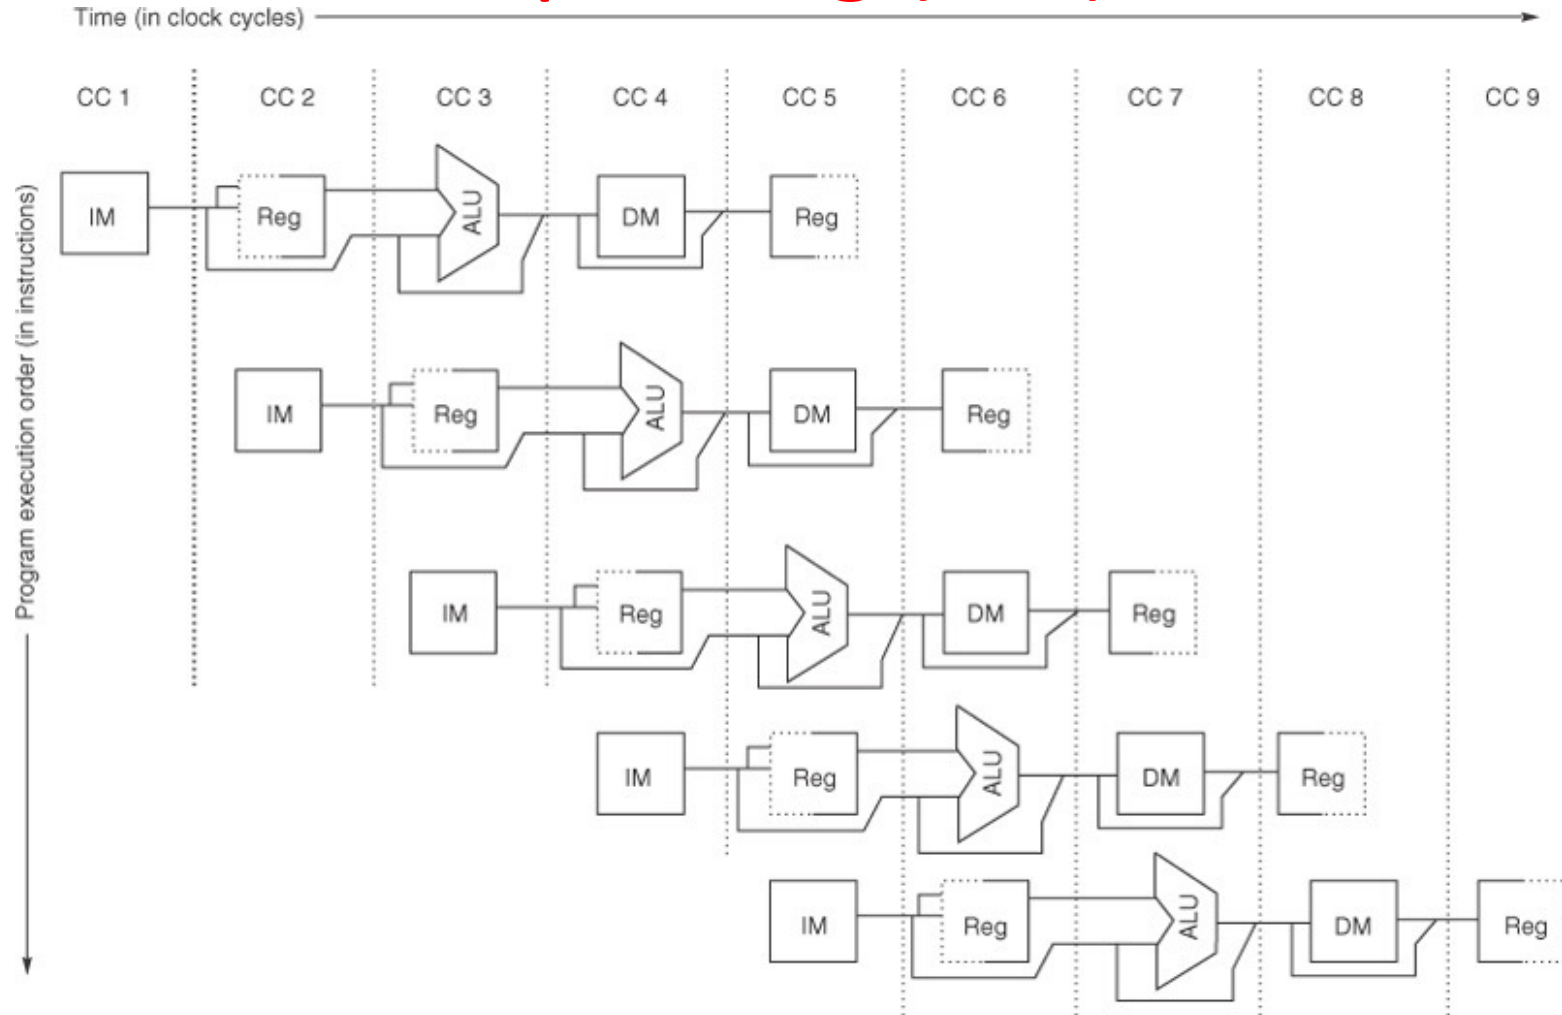 Time (in clock cycles)
CC 1 CC 2 CC 3 CC 4 CC 5 CC 6 CC 7 CC 8 CC 9
Program execution order (in instructions)
IM Reg ALU DM Reg
IM Reg ALU DM Reg
IM Reg ALU DM Reg
IM Reg ALU DM Reg
IM Reg ALU DM Reg